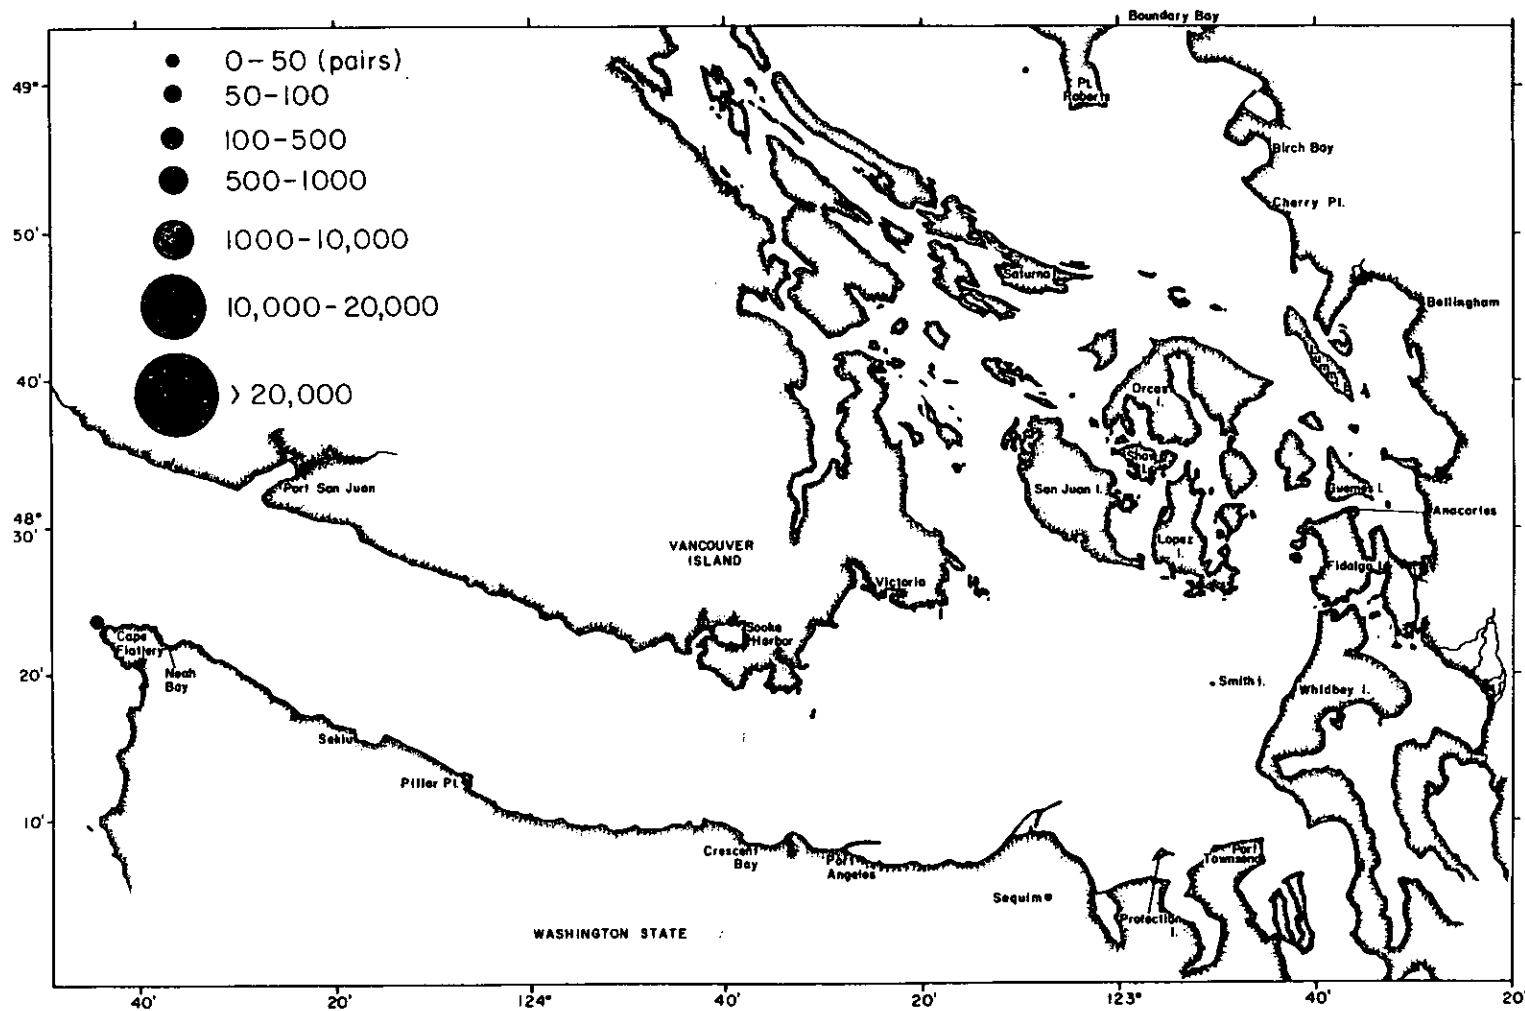 Boundary Bay
0-50 (pairs)
50-100
100-500
500-1000
1000-10,000
10,000-20,000
> 20,000
49°
50'
40'
48°
30'
20'
10'
Pt.
Roberts
Birch Bay
Cherry Pt.
Saturna I.
Bellingham
Orcas
I.
Shaw
I.
San Juan I.
Guemes I.
Anacortes
Lopez
I.
Fidalgo I.
Port San Juan
VANCOUVER
ISLAND
Victoria
Sooke
Harbor
Cape
Flattery
Neah
Bay
Smith I.
Whidbey I.
Sekiu
Pillar Pt.
Crescent
Bay
Port
Angeles
Port
Townsend
Sequim
Protection
I.
WASHINGTON STATE
40'
20'
124°
40'
20'
123°
40'
20'